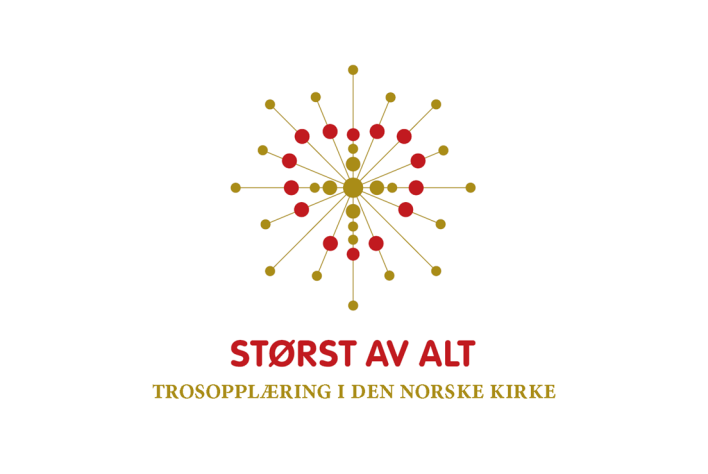 STØRST AV ALT
TROSOPPLÆRING I DEN NORSKE KIRKE